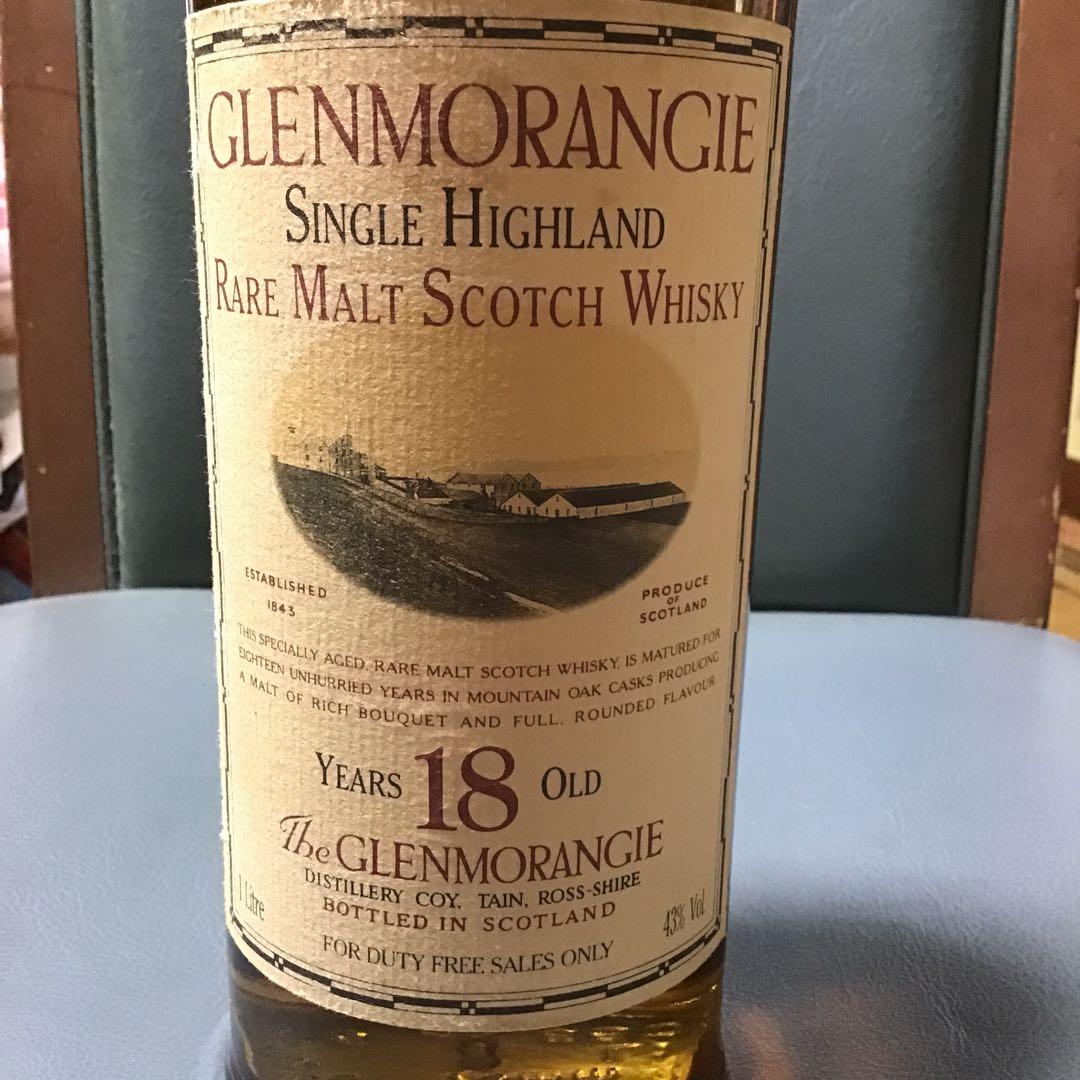 GLENMORANGIE
SINGLE HIGHLAND
RARE MALT SCOTCH WHISKY
ESTABLISHED
1843
PRODUCE
OF
SCOTLAND
THIS SPECIALLY AGED, RARE MALT SCOTCH WHISKY, IS MATURED FOR
EIGHTEEN UNHURRIED YEARS IN MOUNTAIN OAK CASKS PRODUCING
A MALT OF RICH BOUQUET AND FULL, ROUNDED FLAVOUR.
YEARS 18 OLD
The GLENMORANGIE
DISTILLERY COY, TAIN, ROSS-SHIRE
BOTTLED IN SCOTLAND
1 Litre
43% Vol.
FOR DUTY FREE SALES ONLY